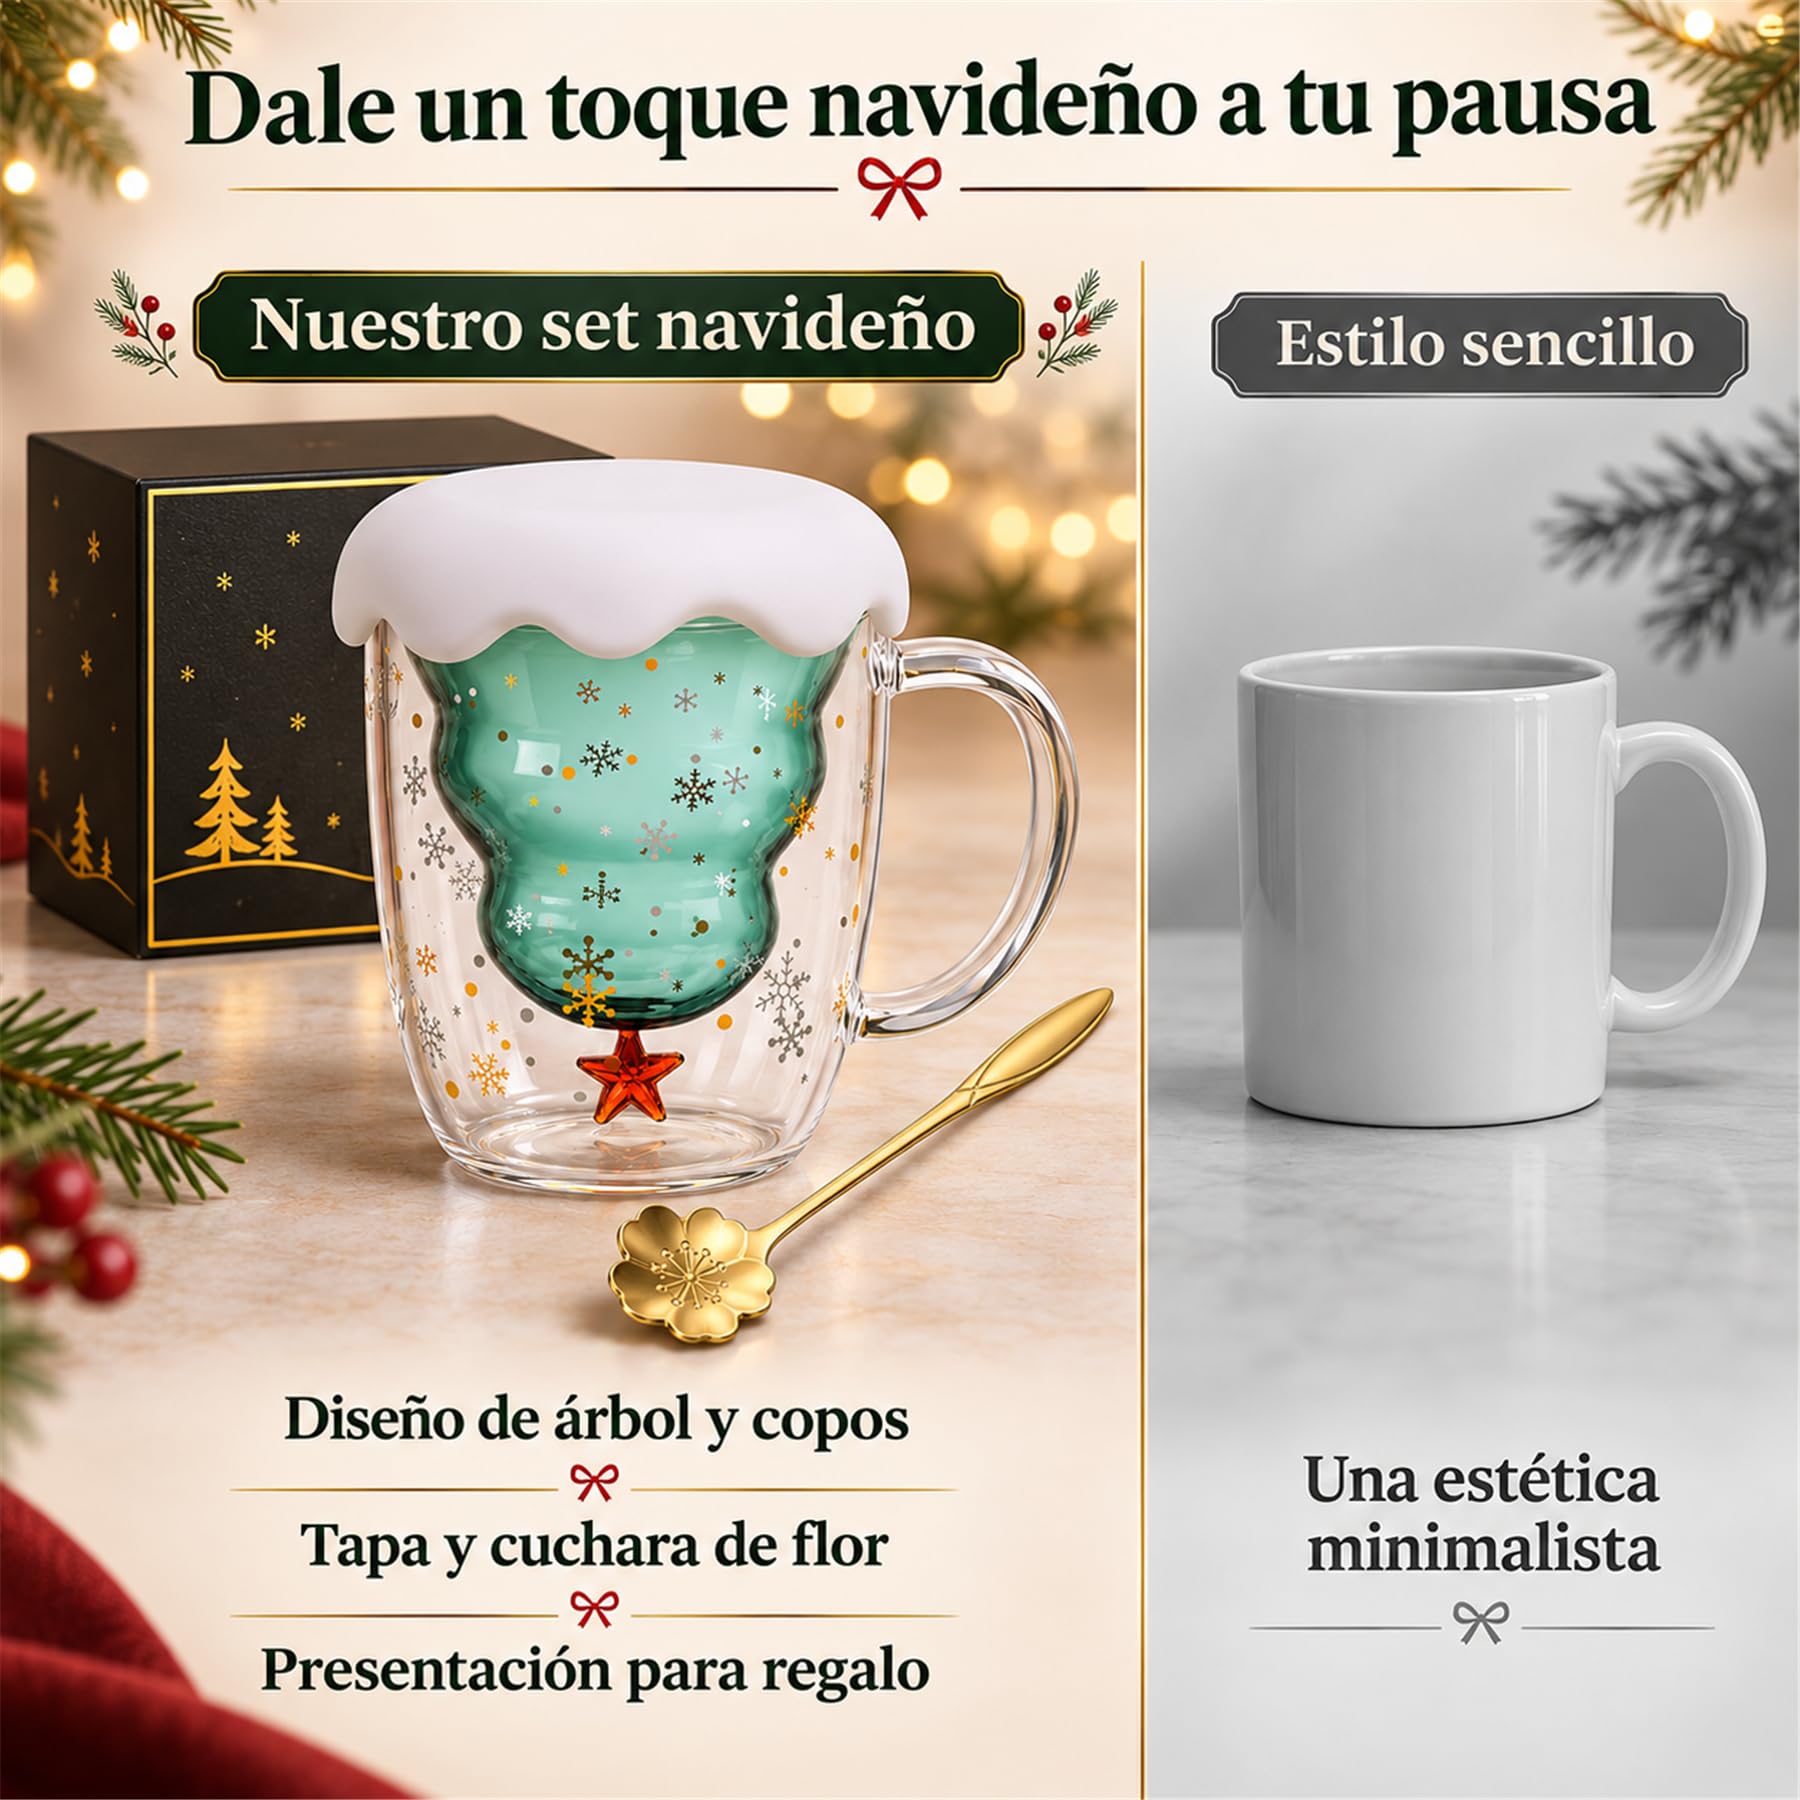 Dale un toque navideño a tu pausa
Nuestro set navideño
Estilo sencillo
Diseño de árbol y copos
Tapa y cuchara de flor
Presentación para regalo
Una estética
minimalista